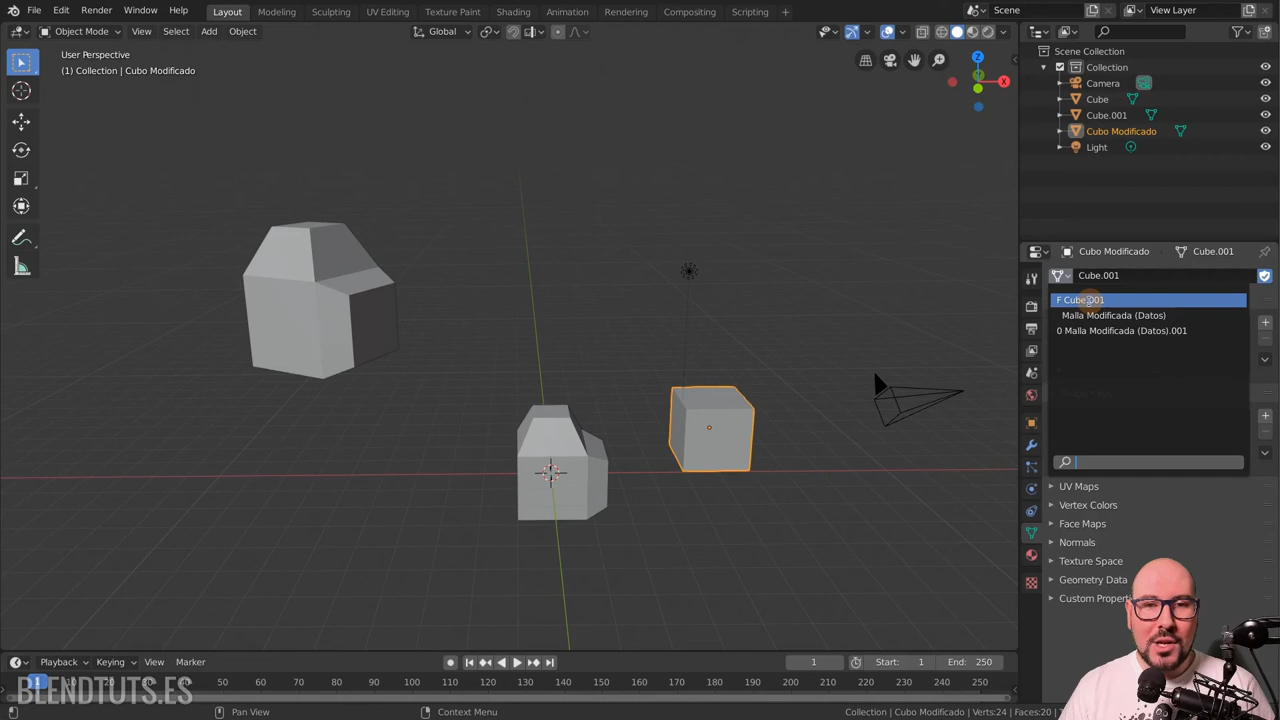 File Edit Render Window Help Layout Modeling Sculpting UV Editing Texture Paint Shading Animation Rendering Compositing Scripting + Scene View Layer
Object Mode View Select Add Object Global
User Perspective
(1) Collection | Cubo Modificado
Z
Y
X
Scene Collection
Collection
Camera
Cube
Cube.001
Cubo Modificado
Light
Cubo Modificado Cube.001
Cube.001
F Cube.001
Malla Modificada (Datos)
0 Malla Modificada (Datos).001
UV Maps
Vertex Colors
Face Maps
Normals
Texture Space
Geometry Data
Custom Properti
Playback Keying View Marker 1 Start: 1 End: 250
1 10 20 30 40 50 60 70 80 90 100 110 120 130 140 150 160 170 180 190 200 210 220 230 240 250
BLENDTUTS.ES
Pan View Context Menu Collection | Cubo Modificado | Verts:24 | Faces:20 |